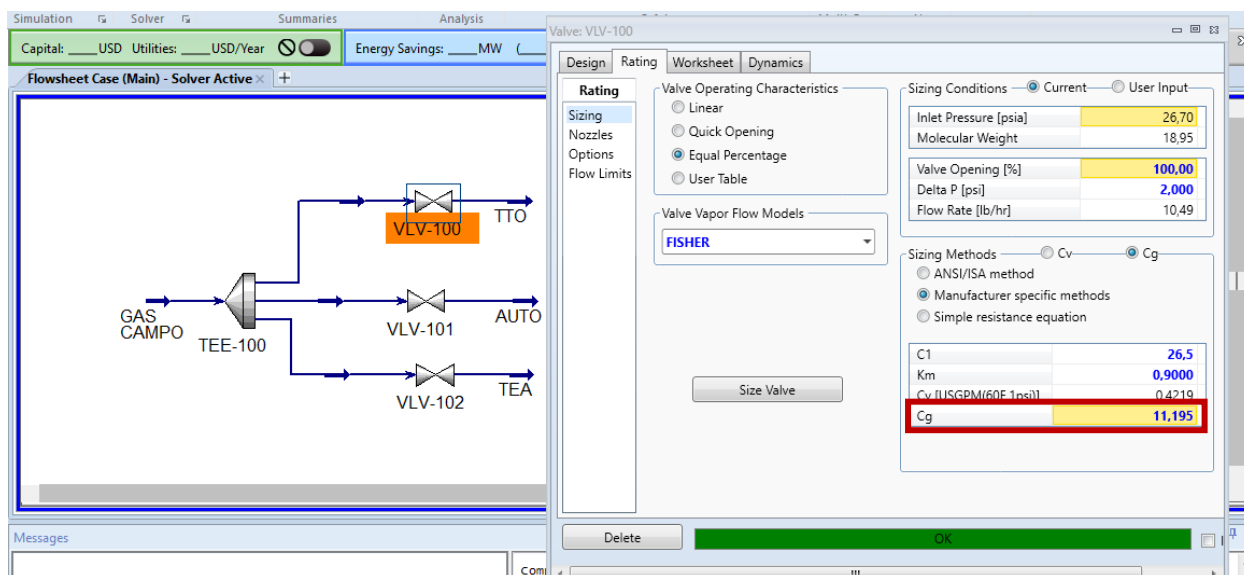 Simulation Solver Summaries Analysis
Capital: ____USD Utilities: ____USD/Year Energy Savings: ____MW (
Flowsheet Case (Main) - Solver Active × +
VLV-100
TTO
GAS
CAMPO
TEE-100
VLV-101
AUTO
VLV-102
TEA
Messages
Valve: VLV-100
Design Rating Worksheet Dynamics
Rating
Sizing
Nozzles
Options
Flow Limits
Valve Operating Characteristics
Linear
Quick Opening
Equal Percentage
User Table
Valve Vapor Flow Models
FISHER
Size Valve
Sizing Conditions Current User Input
Inlet Pressure [psia] 26,70
Molecular Weight 18,95
Valve Opening [%] 100,00
Delta P [psi] 2,000
Flow Rate [lb/hr] 10,49
Sizing Methods Cv Cg
ANSI/ISA method
Manufacturer specific methods
Simple resistance equation
C1 26,5
Km 0,9000
Cv [USGPM(60F,1psi)] 0,4219
Cg 11,195
Delete OK